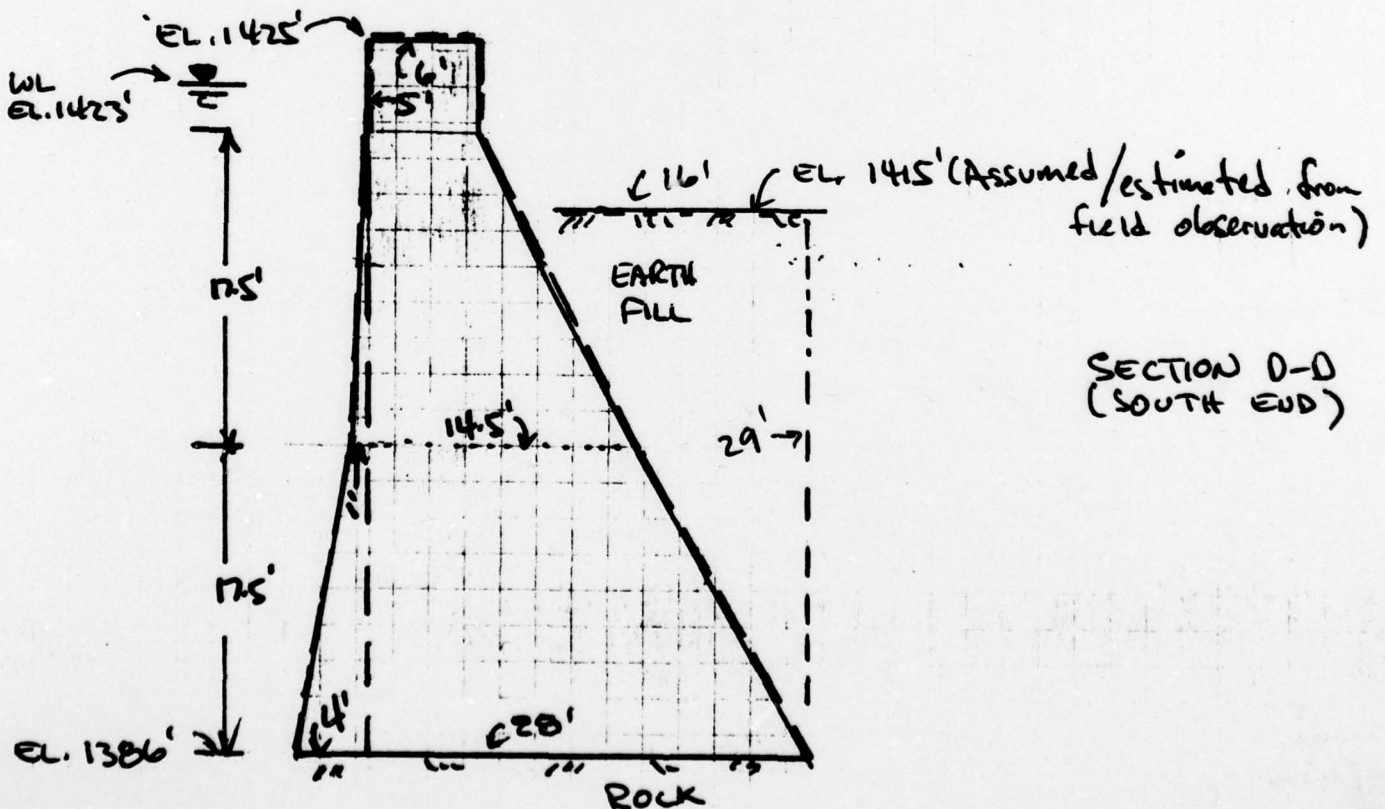 EL. 1425'
WL
EL. 1423'
6'
5'
16'
EL. 1415' (Assumed/estimated from
field observation)
EARTH
FILL
17.5'
SECTION D-D
(SOUTH END)
14.5'
29'
17.5'
4'
28'
EL. 1386'
ROCK